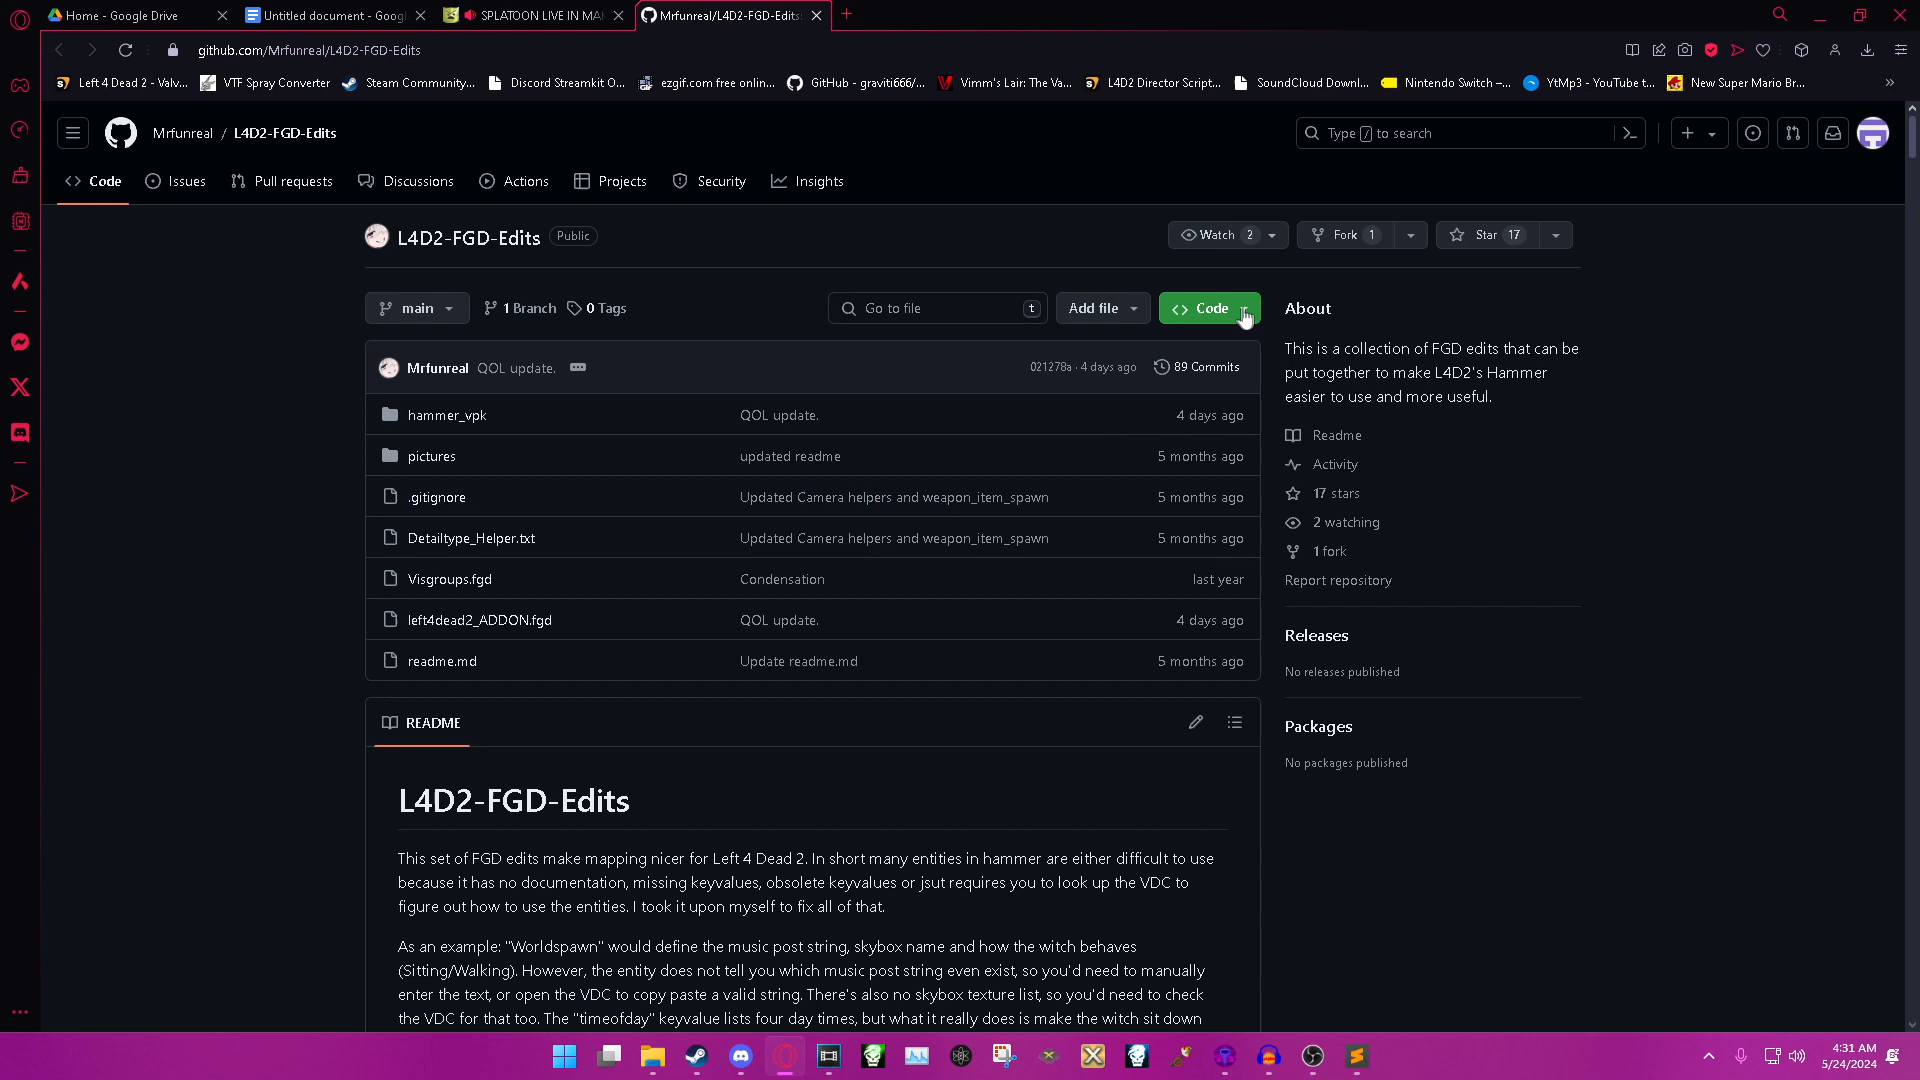 Home - Google Drive
Untitled document - Googl
SPLATOON LIVE IN MA
Mrfunreal/L4D2-FGD-Edits:
github.com/Mrfunreal/L4D2-FGD-Edits
Left 4 Dead 2 - Valv...
VTF Spray Converter
Steam Community...
Discord Streamkit O...
ezgif.com free onlin...
GitHub - graviti666/...
Vimm's Lair: The Va...
L4D2 Director Script...
SoundCloud Downl...
Nintendo Switch –...
YtMp3 - YouTube t...
New Super Mario Br...
Mrfunreal / L4D2-FGD-Edits
Type / to search
Code
Issues
Pull requests
Discussions
Actions
Projects
Security
Insights
L4D2-FGD-Edits Public
Watch 2
Fork 1
Star 17
main
1 Branch
0 Tags
Go to file t
Add file
Code
Mrfunreal QOL update.
021278a · 4 days ago
89 Commits
hammer_vpk QOL update. 4 days ago
pictures updated readme 5 months ago
.gitignore Updated Camera helpers and weapon_item_spawn 5 months ago
Detailtype_Helper.txt Updated Camera helpers and weapon_item_spawn 5 months ago
Visgroups.fgd Condensation last year
left4dead2_ADDON.fgd QOL update. 4 days ago
readme.md Update readme.md 5 months ago
README
L4D2-FGD-Edits
This set of FGD edits make mapping nicer for Left 4 Dead 2. In short many entities in hammer are either difficult to use
because it has no documentation, missing keyvalues, obsolete keyvalues or jsut requires you to look up the VDC to
figure out how to use the entities. I took it upon myself to fix all of that.
As an example: "Worldspawn" would define the music post string, skybox name and how the witch behaves
(Sitting/Walking). However, the entity does not tell you which music post string even exist, so you'd need to manually
enter the text, or open the VDC to copy paste a valid string. There's also no skybox texture list, so you'd need to check
the VDC for that too. The "timeofday" keyvalue lists four day times, but what it really does is make the witch sit down
About
This is a collection of FGD edits that can be
put together to make L4D2's Hammer
easier to use and more useful.
Readme
Activity
17 stars
2 watching
1 fork
Report repository
Releases
No releases published
Packages
No packages published
4:31 AM
5/24/2024